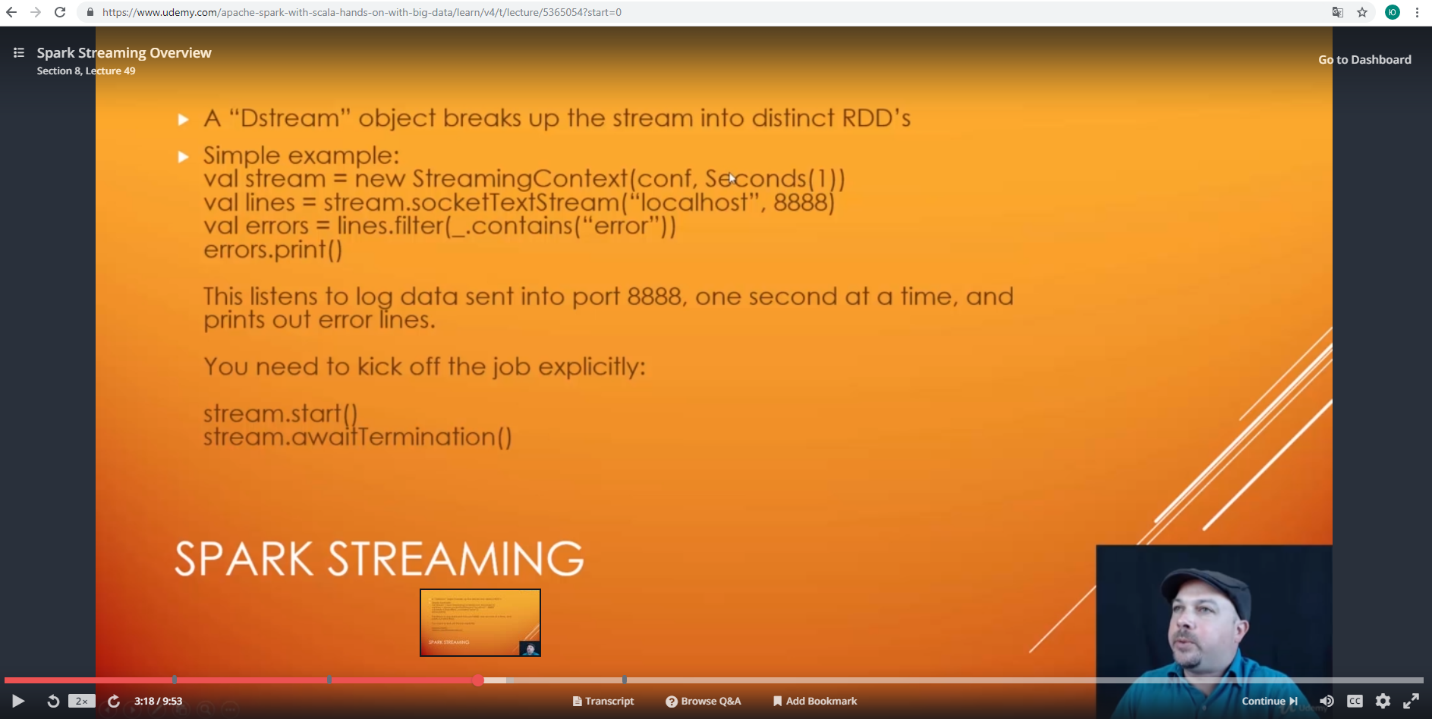 https://www.udemy.com/apache-spark-with-scala-hands-on-with-big-data/learn/v4/t/lecture/5365054?start=0
Spark Streaming Overview
Section 8, Lecture 49
Go to Dashboard
A “Dstream” object breaks up the stream into distinct RDD’s
Simple example:
val stream = new StreamingContext(conf, Seconds(1))
val lines = stream.socketTextStream(“localhost”, 8888)
val errors = lines.filter(_.contains(“error”))
errors.print()
This listens to log data sent into port 8888, one second at a time, and
prints out error lines.
You need to kick off the job explicitly:
stream.start()
stream.awaitTermination()
SPARK STREAMING
SPARK STREAMING
2×
3:18 / 9:53
Transcript
Browse Q&A
Add Bookmark
Continue
CC